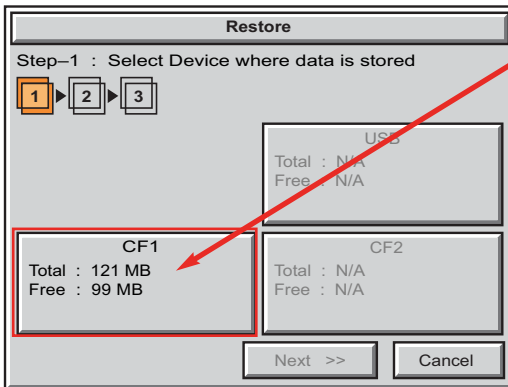 Restore
Step–1 : Select Device where data is stored
1 2 3
USB
Total : N/A
Free : N/A
CF1
Total : 121 MB
Free : 99 MB
CF2
Total : N/A
Free : N/A
Next >> Cancel